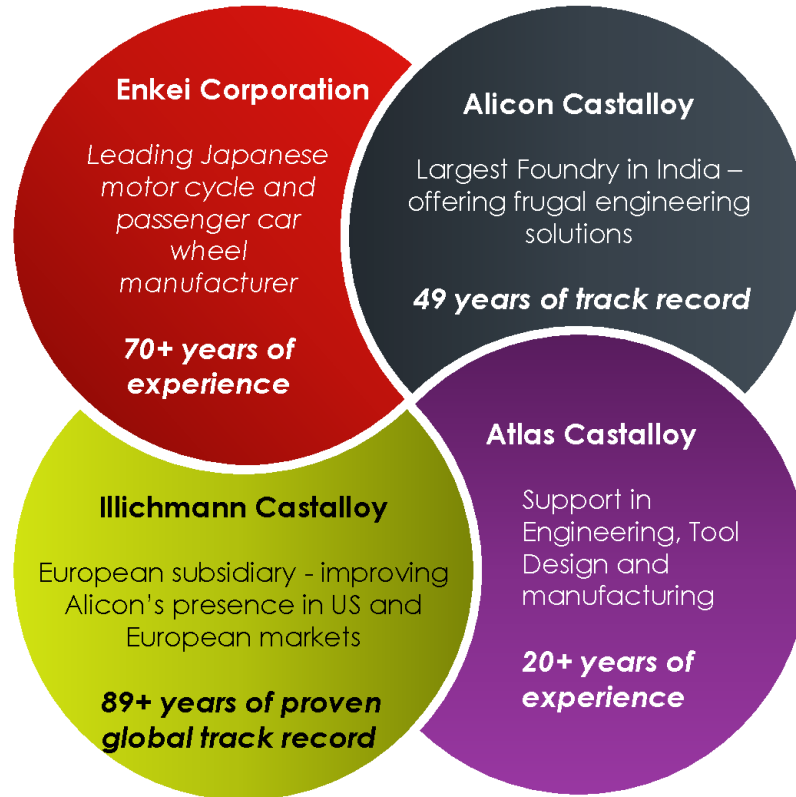 Enkei Corporation
Leading Japanese
motor cycle and
passenger car
wheel
manufacturer
70+ years of
experience
Alicon Castalloy
Largest Foundry in India –
offering frugal engineering
solutions
49 years of track record
Illichmann Castalloy
European subsidiary - improving
Alicon's presence in US and
European markets
89+ years of proven
global track record
Atlas Castalloy
Support in
Engineering, Tool
Design and
manufacturing
20+ years of
experience